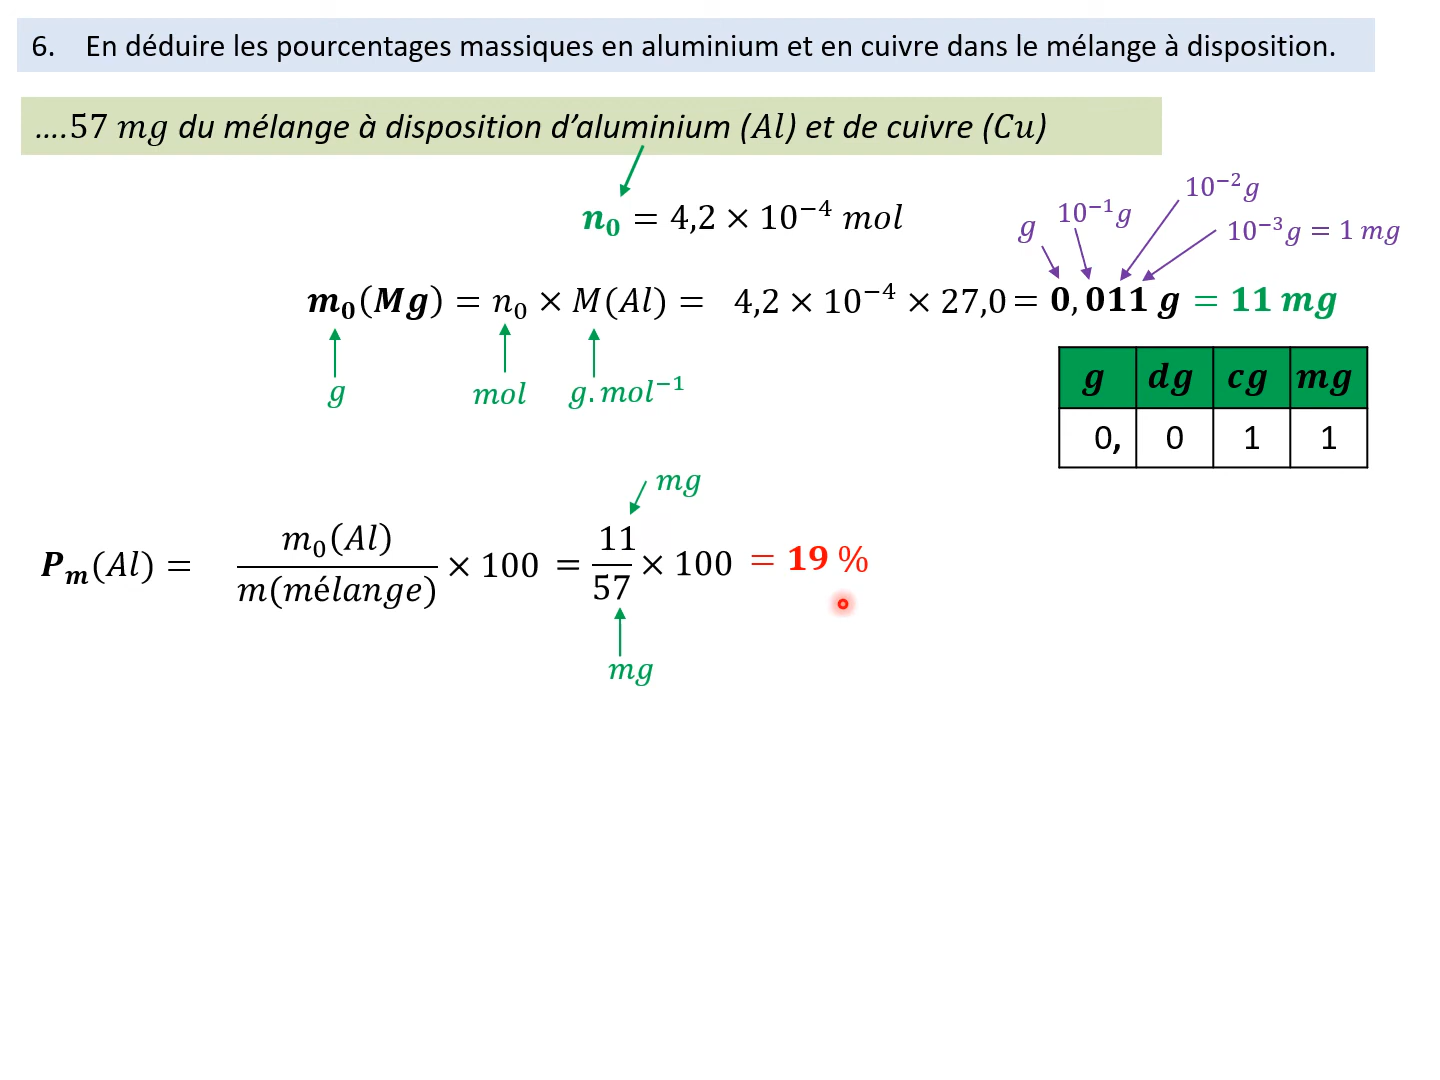 6. En déduire les pourcentages massiques en aluminium et en cuivre dans le mélange à disposition.
....57 mg du mélange à disposition d'aluminium (Al) et de cuivre (Cu)
n₀ = 4,2 × 10⁻⁴ mol
g 10⁻¹g 10⁻²g 10⁻³g = 1 mg
m₀(Mg) = n₀ × M(Al) = 4,2 × 10⁻⁴ × 27,0 = 0,011 g = 11 mg
g mol g.mol⁻¹
g dg cg mg
0, 0 1 1
mg
Pₘ(Al) = m₀(Al) / m(mélange) × 100 = 11 / 57 × 100 = 19 %
mg